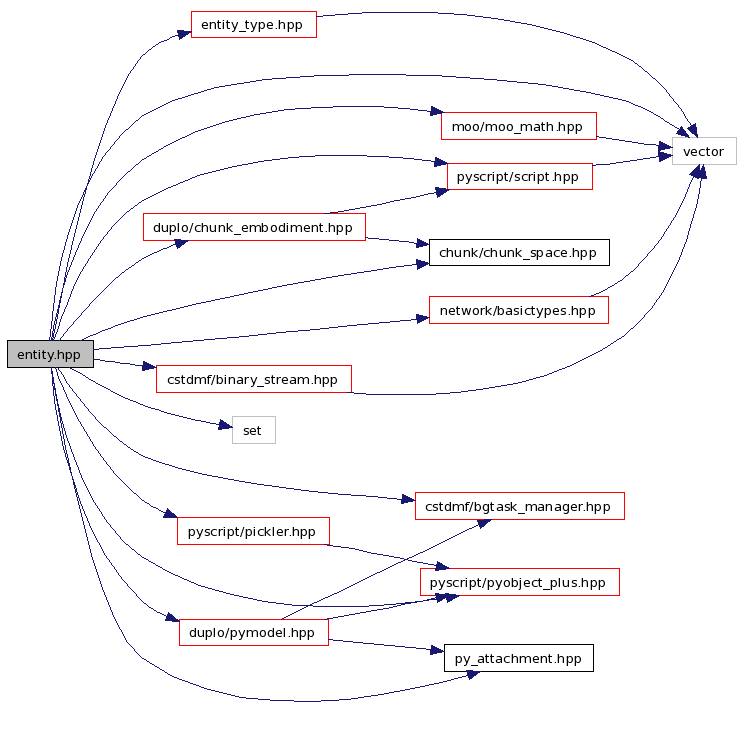 entity_type.hpp
moo/moo_math.hpp
vector
pyscript/script.hpp
duplo/chunk_embodiment.hpp
chunk/chunk_space.hpp
network/basictypes.hpp
entity.hpp
cstdmf/binary_stream.hpp
set
cstdmf/bgtask_manager.hpp
pyscript/pickler.hpp
pyscript/pyobject_plus.hpp
duplo/pymodel.hpp
py_attachment.hpp